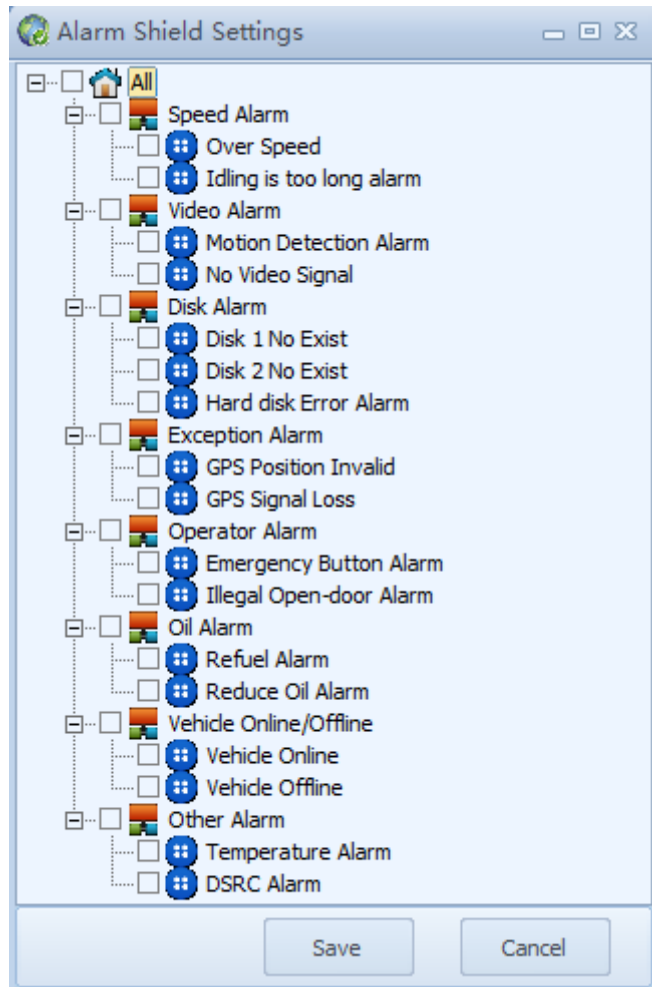 Alarm Shield Settings
All
Speed Alarm
Over Speed
Idling is too long alarm
Video Alarm
Motion Detection Alarm
No Video Signal
Disk Alarm
Disk 1 No Exist
Disk 2 No Exist
Hard disk Error Alarm
Exception Alarm
GPS Position Invalid
GPS Signal Loss
Operator Alarm
Emergency Button Alarm
Illegal Open-door Alarm
Oil Alarm
Refuel Alarm
Reduce Oil Alarm
Vehicle Online/Offline
Vehicle Online
Vehicle Offline
Other Alarm
Temperature Alarm
DSRC Alarm
Save Cancel